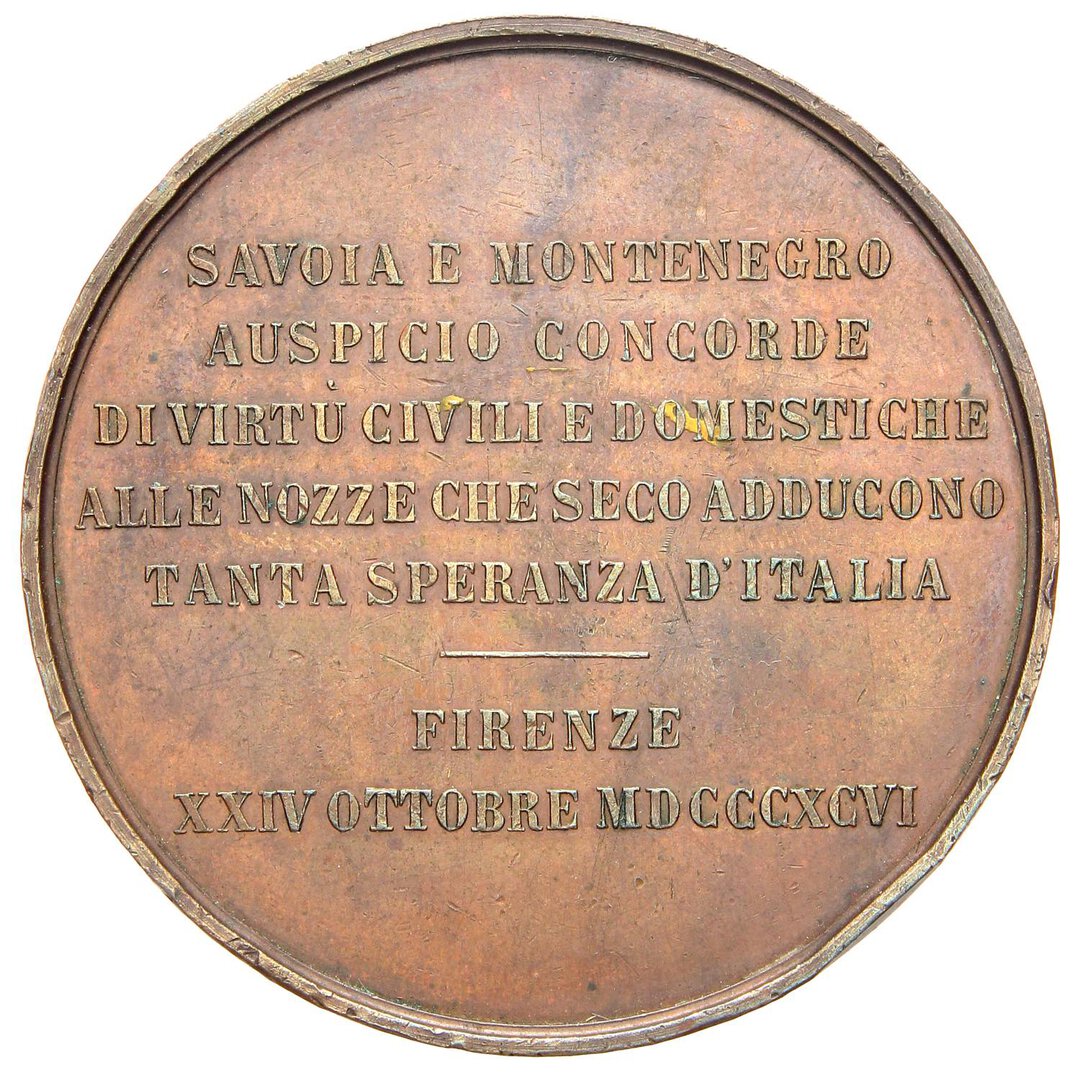 SAVOIA E MONTENEGRO
AUSPICIO CONCORDE
DI VIRTÙ CIVILI E DOMESTICHE
ALLE NOZZE CHE SECO ADDUCONO
TANTA SPERANZA D'ITALIA
FIRENZE
XXIV OTTOBRE MDCCCXCVI